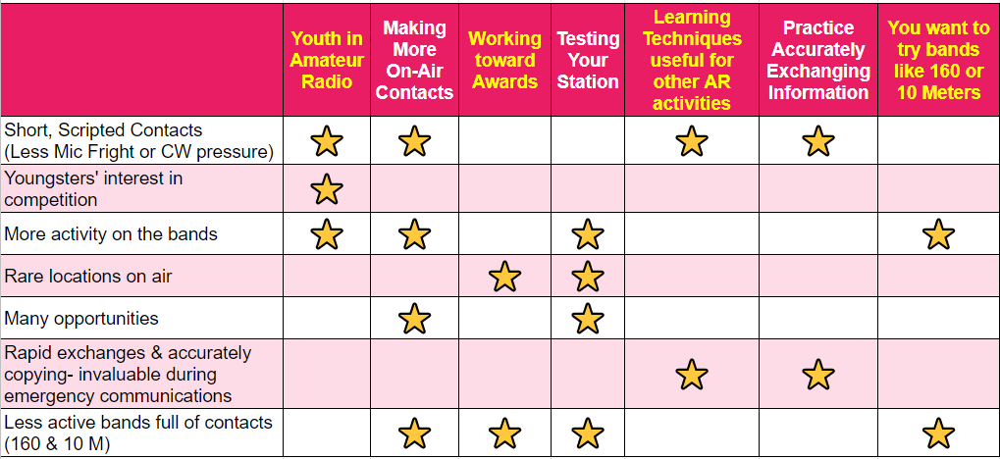 Youth in
Amateur
Radio
Making
More
On-Air
Contacts
Working
toward
Awards
Testing
Your
Station
Learning
Techniques
useful for
other AR
activities
Practice
Accurately
Exchanging
Information
You want to
try bands
like 160 or
10 Meters
Short, Scripted Contacts
(Less Mic Fright or CW pressure)
Youngsters' interest in
competition
More activity on the bands
Rare locations on air
Many opportunities
Rapid exchanges & accurately
copying- invaluable during
emergency communications
Less active bands full of contacts
(160 & 10 M)